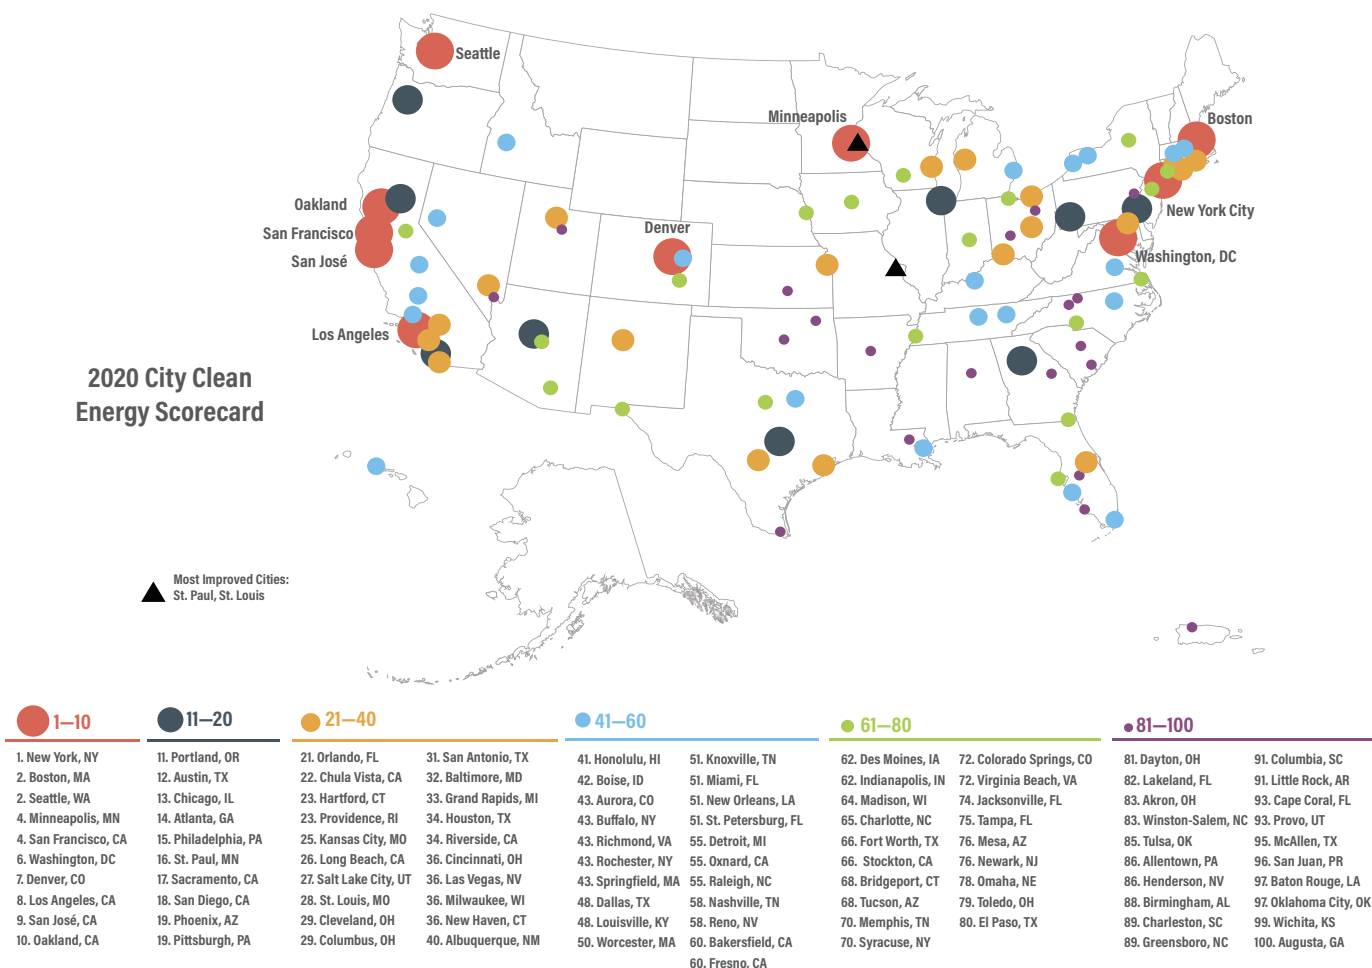 Seattle
Minneapolis
Boston
Oakland
San Francisco
San José
Denver
New York City
Washington, DC
Los Angeles
2020 City Clean
Energy Scorecard
Most Improved Cities:
St. Paul, St. Louis
1—10
1. New York, NY
2. Boston, MA
2. Seattle, WA
4. Minneapolis, MN
4. San Francisco, CA
6. Washington, DC
7. Denver, CO
8. Los Angeles, CA
9. San José, CA
10. Oakland, CA
11—20
11. Portland, OR
12. Austin, TX
13. Chicago, IL
14. Atlanta, GA
15. Philadelphia, PA
16. St. Paul, MN
17. Sacramento, CA
18. San Diego, CA
19. Phoenix, AZ
19. Pittsburgh, PA
21—40
21. Orlando, FL
22. Chula Vista, CA
23. Hartford, CT
23. Providence, RI
25. Kansas City, MO
26. Long Beach, CA
27. Salt Lake City, UT
28. St. Louis, MO
29. Cleveland, OH
29. Columbus, OH
31. San Antonio, TX
32. Baltimore, MD
33. Grand Rapids, MI
34. Houston, TX
34. Riverside, CA
36. Cincinnati, OH
36. Las Vegas, NV
36. Milwaukee, WI
36. New Haven, CT
40. Albuquerque, NM
41—60
41. Honolulu, HI
42. Boise, ID
43. Aurora, CO
43. Buffalo, NY
43. Richmond, VA
43. Rochester, NY
43. Springfield, MA
48. Dallas, TX
48. Louisville, KY
50. Worcester, MA
51. Knoxville, TN
51. Miami, FL
51. New Orleans, LA
51. St. Petersburg, FL
55. Detroit, MI
55. Oxnard, CA
55. Raleigh, NC
58. Nashville, TN
58. Reno, NV
60. Bakersfield, CA
60. Fresno, CA
61—80
62. Des Moines, IA
62. Indianapolis, IN
64. Madison, WI
65. Charlotte, NC
66. Fort Worth, TX
66. Stockton, CA
68. Bridgeport, CT
68. Tucson, AZ
70. Memphis, TN
70. Syracuse, NY
72. Colorado Springs, CO
72. Virginia Beach, VA
74. Jacksonville, FL
75. Tampa, FL
76. Mesa, AZ
76. Newark, NJ
78. Omaha, NE
79. Toledo, OH
80. El Paso, TX
81—100
81. Dayton, OH
82. Lakeland, FL
83. Akron, OH
83. Winston-Salem, NC
85. Tulsa, OK
86. Allentown, PA
86. Henderson, NV
88. Birmingham, AL
89. Charleston, SC
89. Greensboro, NC
91. Columbia, SC
91. Little Rock, AR
93. Cape Coral, FL
93. Provo, UT
95. McAllen, TX
96. San Juan, PR
97. Baton Rouge, LA
97. Oklahoma City, OK
99. Wichita, KS
100. Augusta, GA